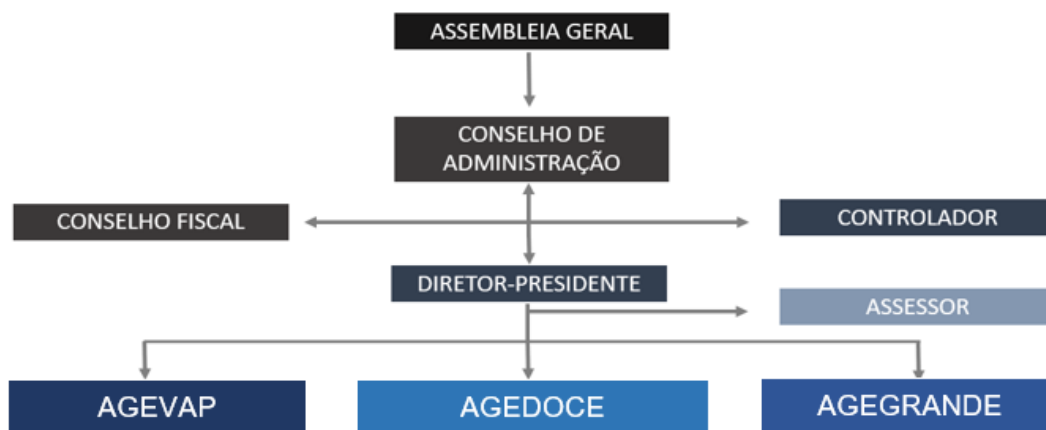 ASSEMBLEIA GERAL
CONSELHO DE
ADMINISTRAÇÃO
CONSELHO FISCAL
CONTROLADOR
DIRETOR-PRESIDENTE
ASSESSOR
AGEVAP
AGEDOCE
AGEGRANDE